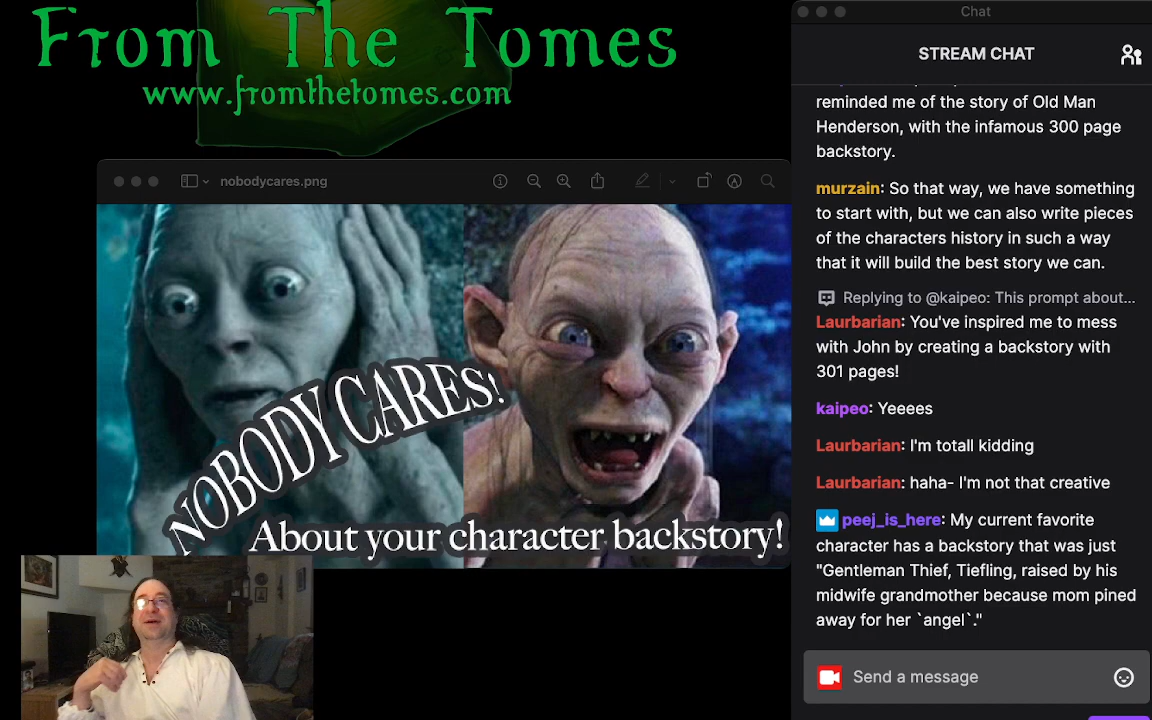 From The Tomes
www.fromthetomes.com
nobodycares.png
NOBODY CARES!
About your character backstory!
Chat
STREAM CHAT
reminded me of the story of Old Man
Henderson, with the infamous 300 page
backstory.
murzain: So that way, we have something
to start with, but we can also write pieces
of the characters history in such a way
that it will build the best story we can.
Replying to @kaipeo: This prompt about...
Laurbarian: You've inspired me to mess
with John by creating a backstory with
301 pages!
kaipeo: Yeeees
Laurbarian: I'm totall kidding
Laurbarian: haha- I'm not that creative
peej_is_here: My current favorite
character has a backstory that was just
"Gentleman Thief, Tiefling, raised by his
midwife grandmother because mom pined
away for her `angel`."
Send a message